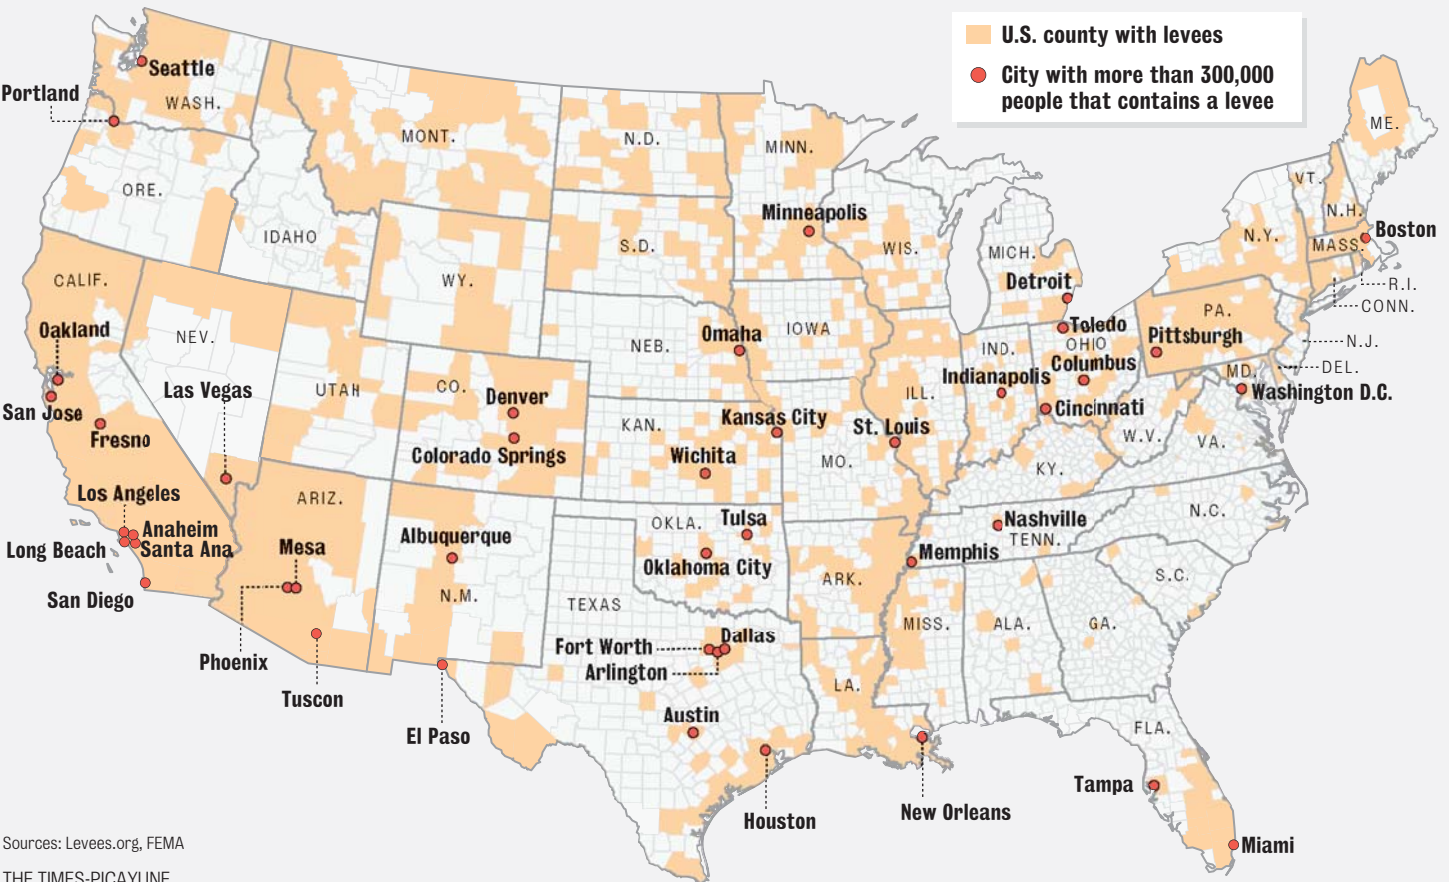 U.S. county with levees
City with more than 300,000
people that contains a levee
Seattle
Portland
WASH.
MONT.
N.D.
MINN.
ME.
ORE.
VT.
N.H.
Minneapolis
IDAHO
S.D.
WIS.
MICH.
N.Y.
MASS.
Boston
CALIF.
WY.
Detroit
R.I.
CONN.
Oakland
NEV.
NEB.
Omaha
IOWA
IND.
Toledo
OHIO
PA.
Pittsburgh
N.J.
Las Vegas
UTAH
CO.
Denver
ILL.
Indianapolis
Columbus
MD.
DEL.
Washington D.C.
San Jose
Fresno
KAN.
Kansas City
St. Louis
Cincinnati
Colorado Springs
Wichita
MO.
KY.
W.V.
VA.
Los Angeles
ARIZ.
Anaheim
Long Beach
Santa Ana
Mesa
Albuquerque
OKLA.
Tulsa
Oklahoma City
Nashville
TENN.
N.C.
Memphis
San Diego
N.M.
TEXAS
ARK.
S.C.
Phoenix
Fort Worth
Dallas
Arlington
MISS.
ALA.
GA.
Tuscon
LA.
El Paso
Austin
FLA.
Houston
New Orleans
Tampa
Miami
Sources: Levees.org, FEMA
THE TIMES-PICAYUNE